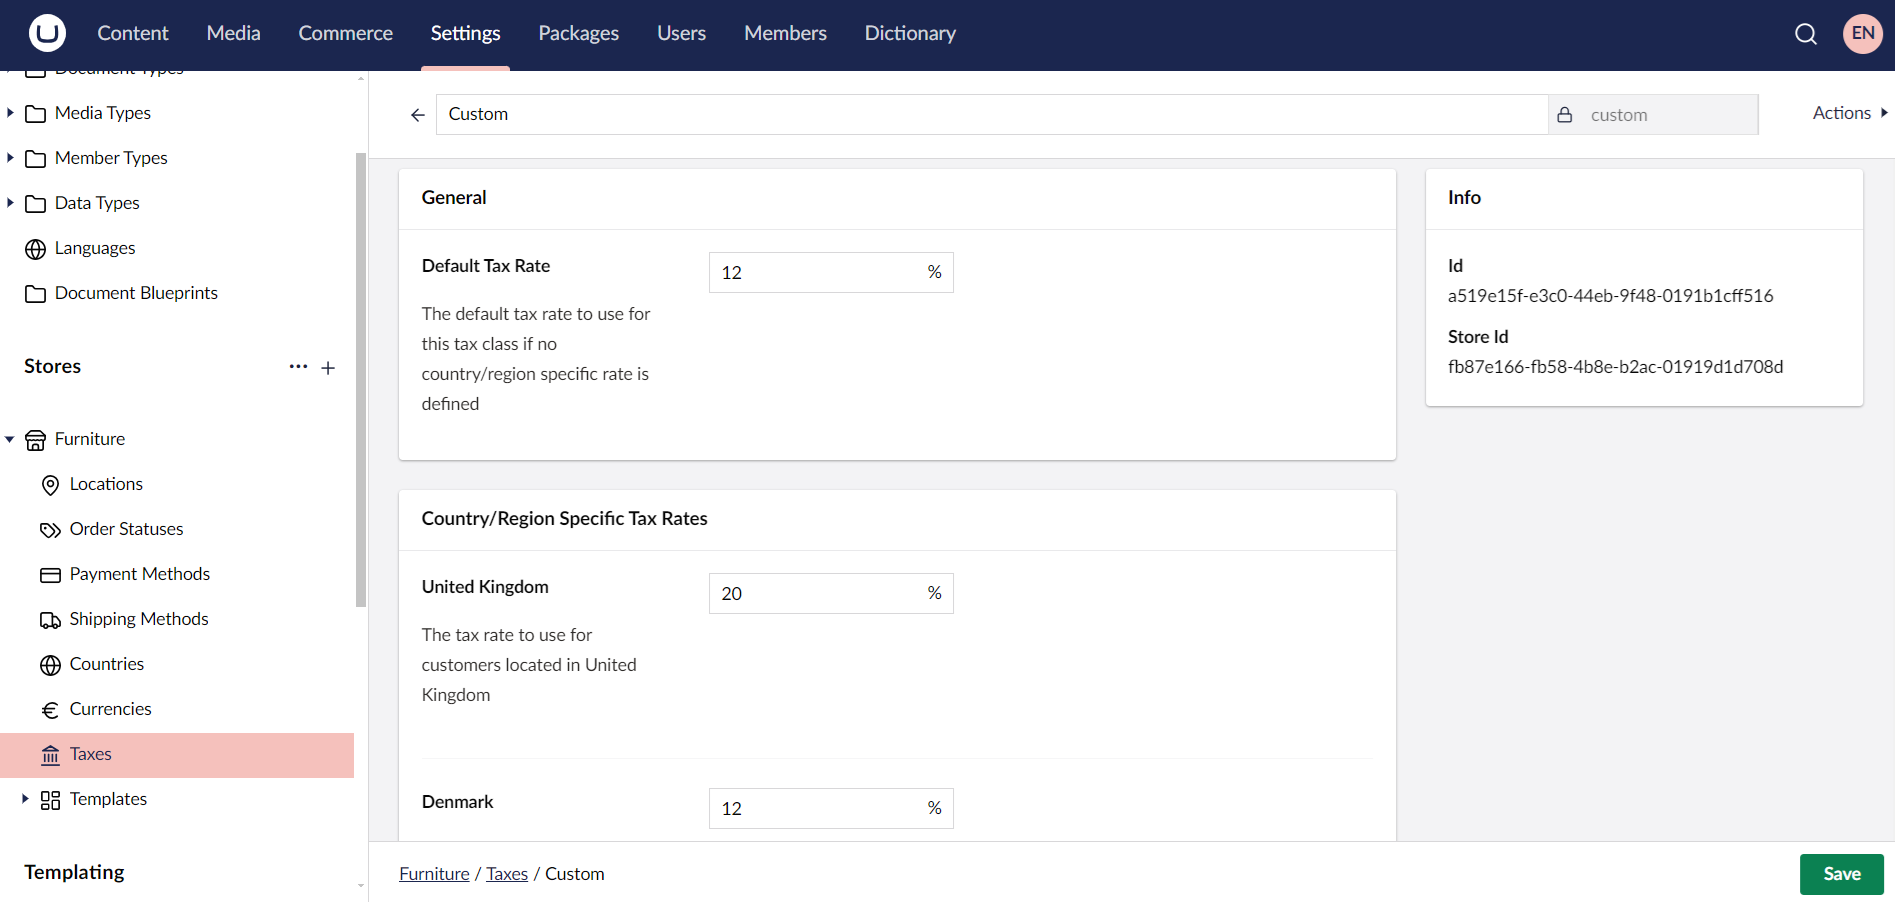 Content Media Commerce Settings Packages Users Members Dictionary EN
Document Types
Media Types
Member Types
Data Types
Languages
Document Blueprints
Stores
Furniture
Locations
Order Statuses
Payment Methods
Shipping Methods
Countries
Currencies
Taxes
Templates
Templating
Custom custom Actions
General
Default Tax Rate 12 %
The default tax rate to use for
this tax class if no
country/region specific rate is
defined
Country/Region Specific Tax Rates
United Kingdom 20 %
The tax rate to use for
customers located in United
Kingdom
Denmark 12 %
Info
Id
a519e15f-e3c0-44eb-9f48-0191b1cff516
Store Id
fb87e166-fb58-4b8e-b2ac-01919d1d708d
Furniture / Taxes / Custom
Save